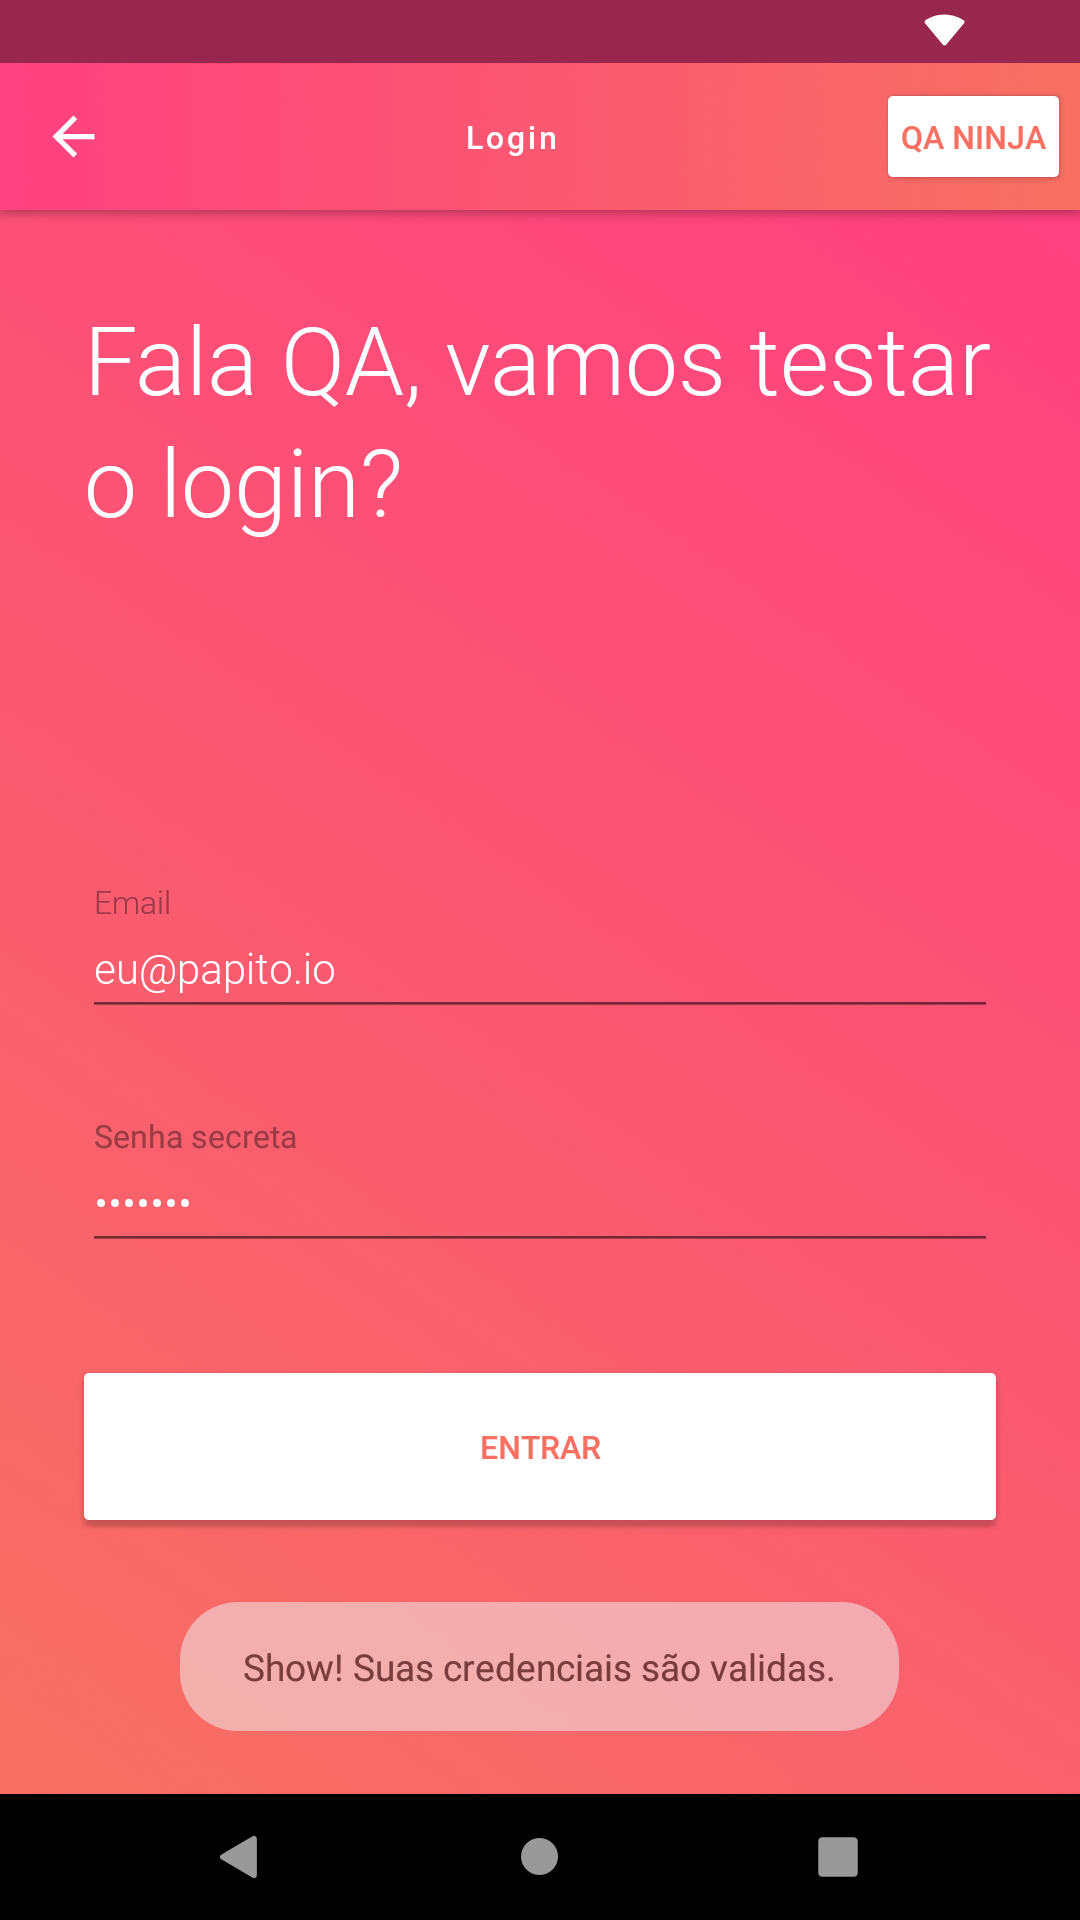 Login
QA NINJA
Fala QA, vamos testar
o login?
Email
eu@papito.io
Senha secreta
•••••••
ENTRAR
Show! Suas credenciais são validas.